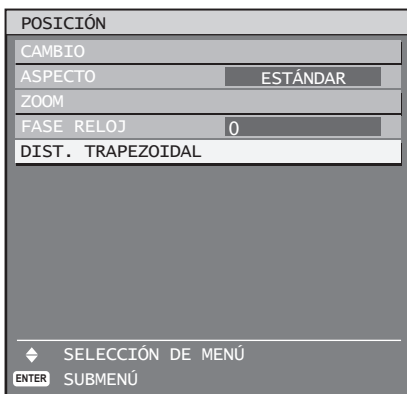 POSICIÓN
CAMBIO
ASPECTO ESTÁNDAR
ZOOM
FASE RELOJ 0
DIST. TRAPEZOIDAL
SELECCIÓN DE MENÚ
ENTER SUBMENÚ